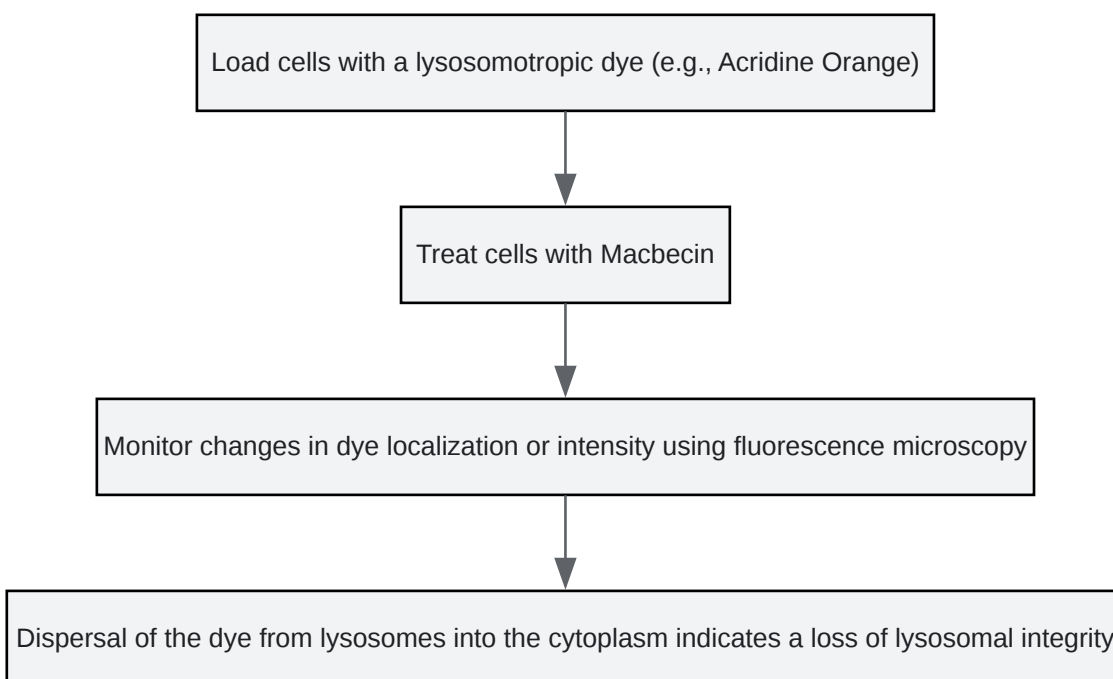 Load cells with a lysosomotropic dye (e.g., Acridine Orange)
Treat cells with Macbecin
Monitor changes in dye localization or intensity using fluorescence microscopy
Dispersal of the dye from lysosomes into the cytoplasm indicates a loss of lysosomal integrity